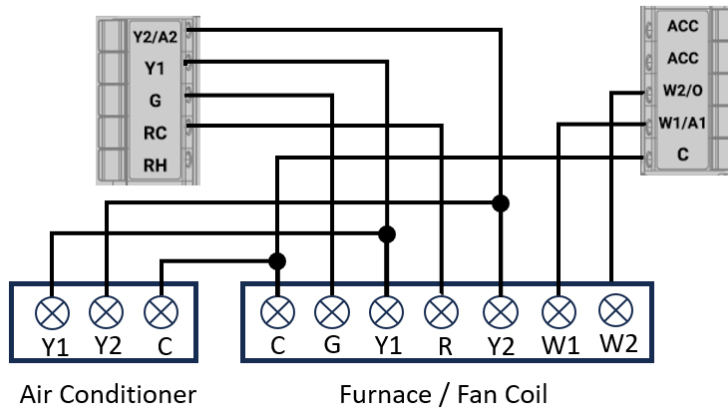 Y2/A2
Y1
G
RC
RH
ACC
ACC
W2/O
W1/A1
C
Y1 Y2 C
C G Y1 R Y2 W1 W2
Air Conditioner
Furnace / Fan Coil